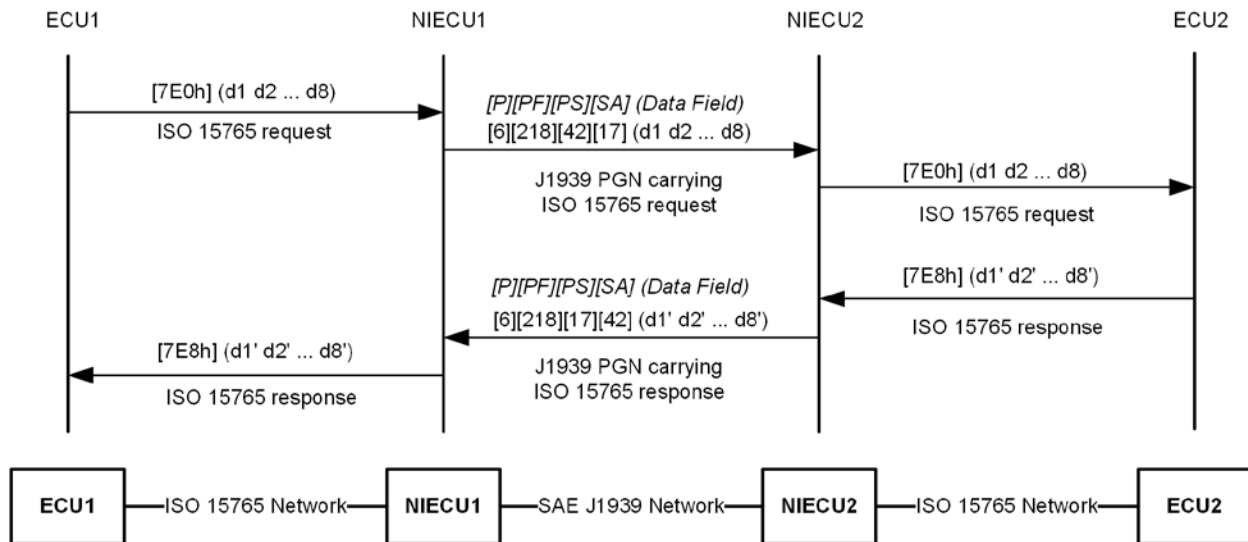 ECU1
NIECU1
NIECU2
ECU2
[7E0h] (d1 d2 ... d8)
ISO 15765 request
[P][PF][PS][SA] (Data Field)
[6][218][42][17] (d1 d2 ... d8)
J1939 PGN carrying
ISO 15765 request
[7E0h] (d1 d2 ... d8)
ISO 15765 request
[7E8h] (d1' d2' ... d8')
ISO 15765 response
[P][PF][PS][SA] (Data Field)
[6][218][17][42] (d1' d2' ... d8')
J1939 PGN carrying
ISO 15765 response
[7E8h] (d1' d2' ... d8')
ISO 15765 response
ECU1
ISO 15765 Network
NIECU1
SAE J1939 Network
NIECU2
ISO 15765 Network
ECU2